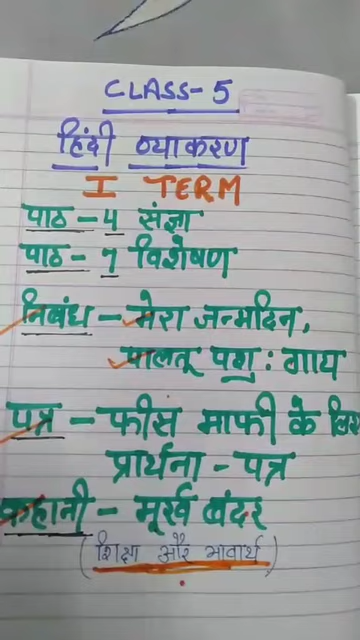 CLASS- 5
हिंदी व्याकरण
I TERM
पाठ - 4 संज्ञा
पाठ - 7 विशेषण
निबंध - मेरा जन्मदिन,
पालतू पशु : गाय
पत्र - फीस माफी के लिए
प्रार्थना - पत्र
कहानी - मूर्ख बंदर
(शिक्षा और भावार्थ)